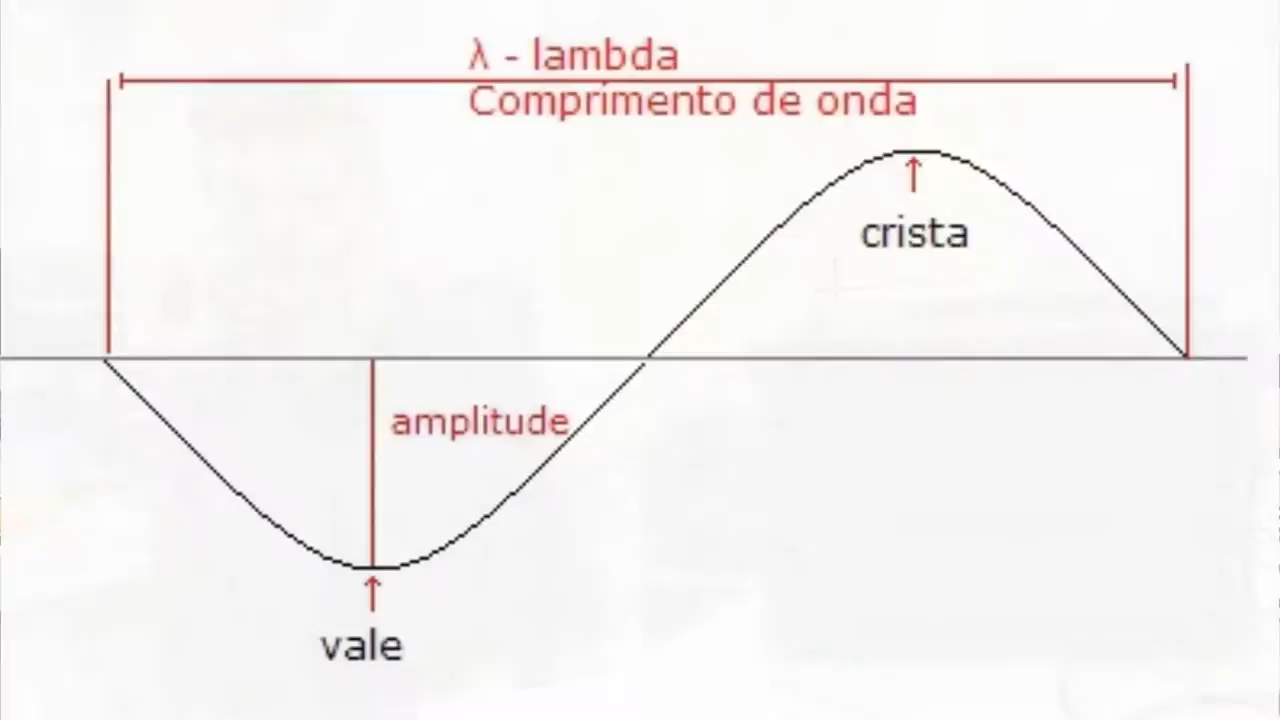 λ - lambda
Comprimento de onda
crista
amplitude
vale